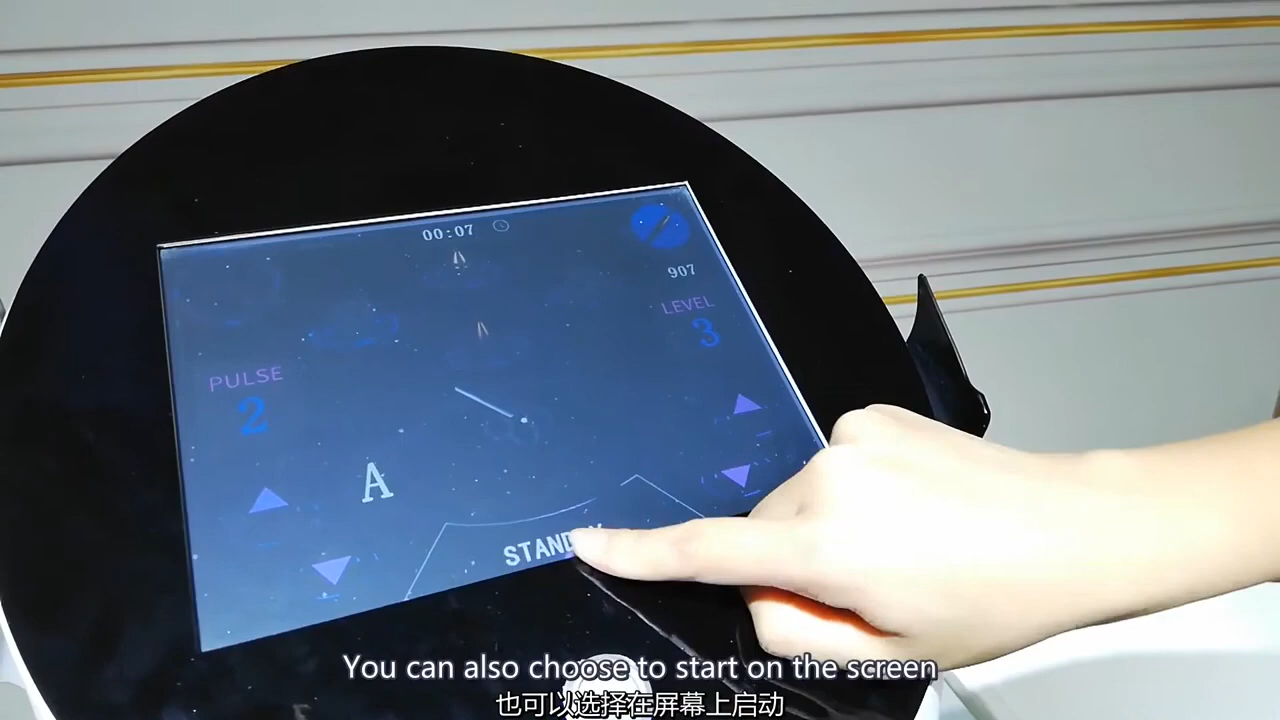 00:07
907
LEVEL
3
PULSE
2
A
STANDBY
You can also choose to start on the screen
也可以选择在屏幕上启动